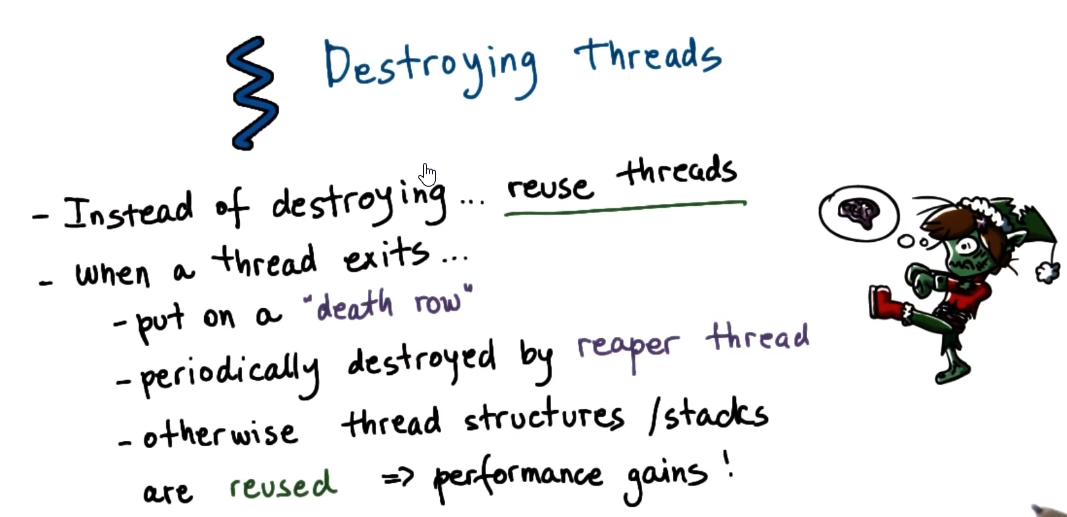 Destroying Threads
- Instead of destroying... reuse threads
- when a thread exits...
- put on a "death row"
- periodically destroyed by reaper thread
- otherwise thread structures/stacks
are reused => performance gains!